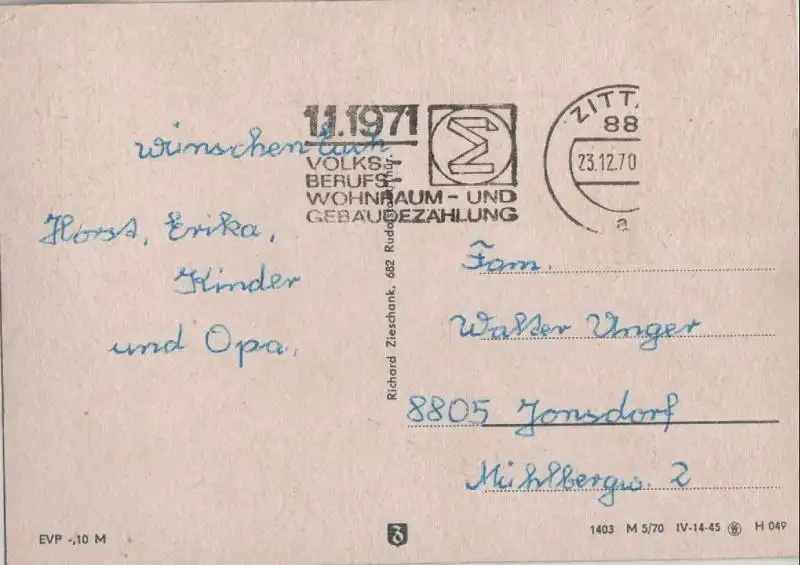 1.1.1971
VOLKS-
BERUFS-
WOHNRAUM - UND
GEBÄUDEZÄHLUNG
88
23.12.70
a
wünschen Euch
Horst, Erika,
Kinder
und Opa.
Richard Zieschank, 682
Fam.
Walter Unger
8805 Jonsdorf
Mühlbergw. 2
EVP -,10 M
1403 M 5/70 IV-14-45 H 049